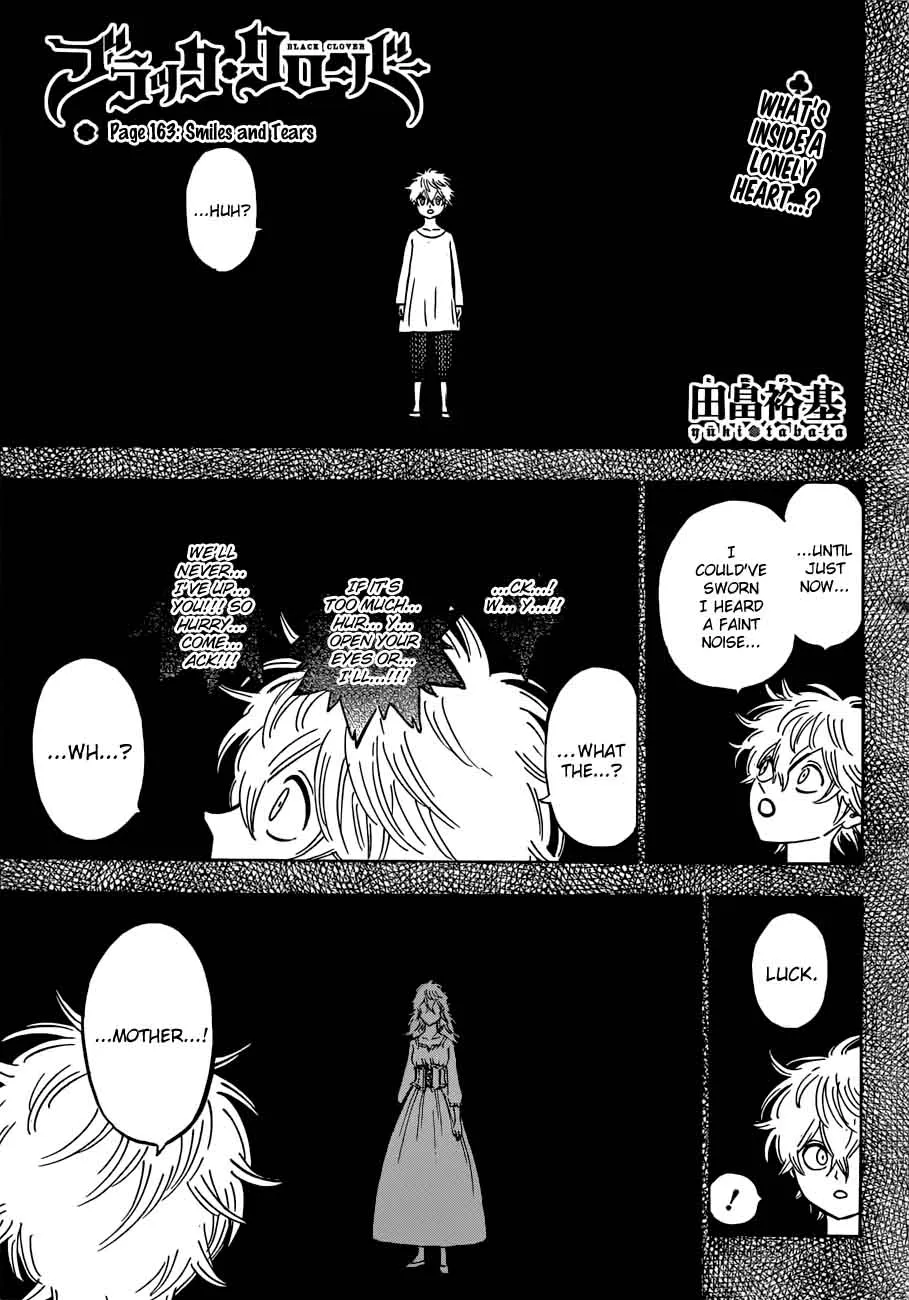 ブラック・クローバー
BLACK CLOVER
Page 163: Smiles and Tears
WHAT'S
INSIDE A
LONELY
HEART...?
...HUH?
田畠裕基
yūki tabata
...UNTIL
JUST
NOW...
I
COULD'VE
SWORN
I HEARD
A FAINT
NOISE...
...WHAT
THE...?
...CK...!
W... Y...!!
IF IT'S
TOO MUCH...
HUR... Y...
OPEN YOUR
EYES OR...
I'LL...!!!
WE'LL
NEVER...
I'VE UP...
YOU!!! SO
HURRY...
COME...
ACK!!!
...WH...?
LUCK.
!
...MOTHER...!